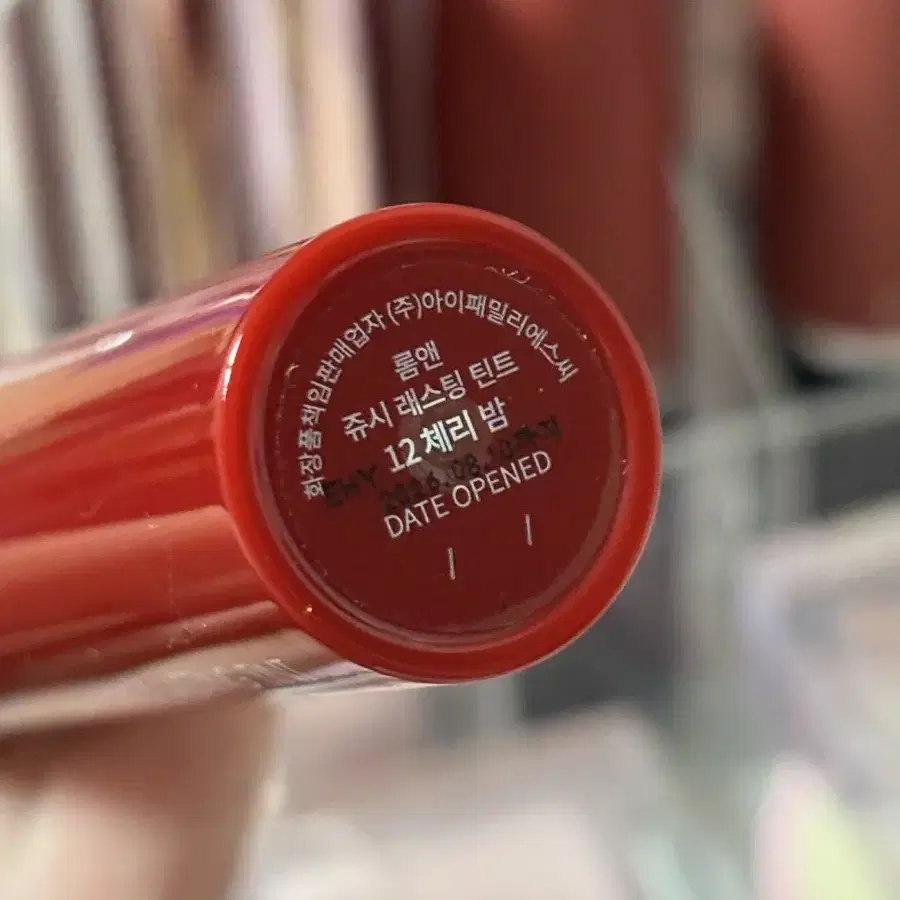 화장품책임판매업자 (주)아이패밀리에스씨
롬앤
쥬시 래스팅 틴트
12 체리 밤
DATE OPENED
/ /